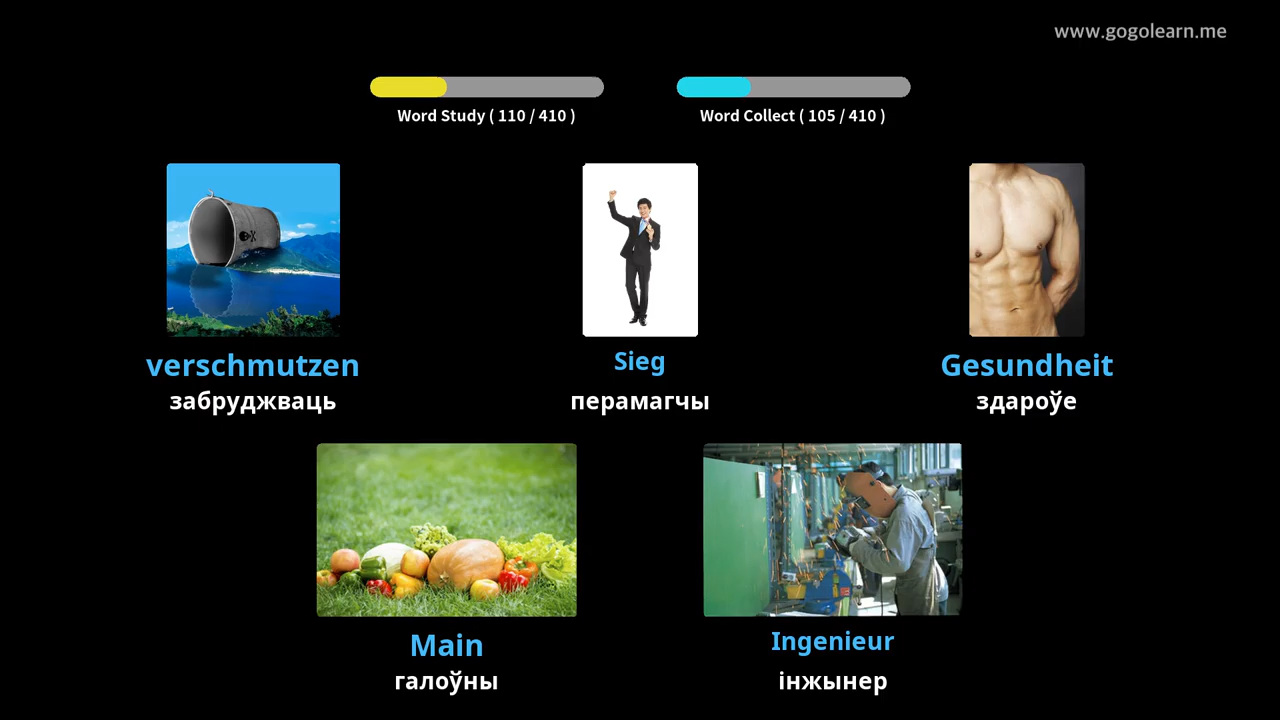 www.gogolearn.me
Word Study ( 110 / 410 )
Word Collect ( 105 / 410 )
verschmutzen
забруджваць
Sieg
перамагчы
Gesundheit
здароўе
Main
галоўны
Ingenieur
інжынер